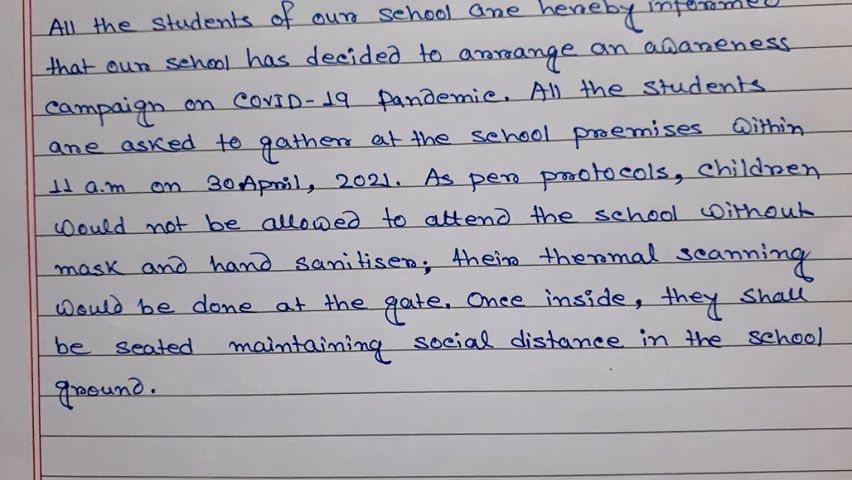 All the students of our school are hereby informed
that our school has decided to arrange an awareness
campaign on COVID-19 Pandemic. All the students
are asked to gather at the school premises within
11 a.m on 30 April, 2021. As per protocols, children
would not be allowed to attend the school without
mask and hand sanitiser; their thermal scanning
would be done at the gate. Once inside, they shall
be seated maintaining social distance in the school
ground.